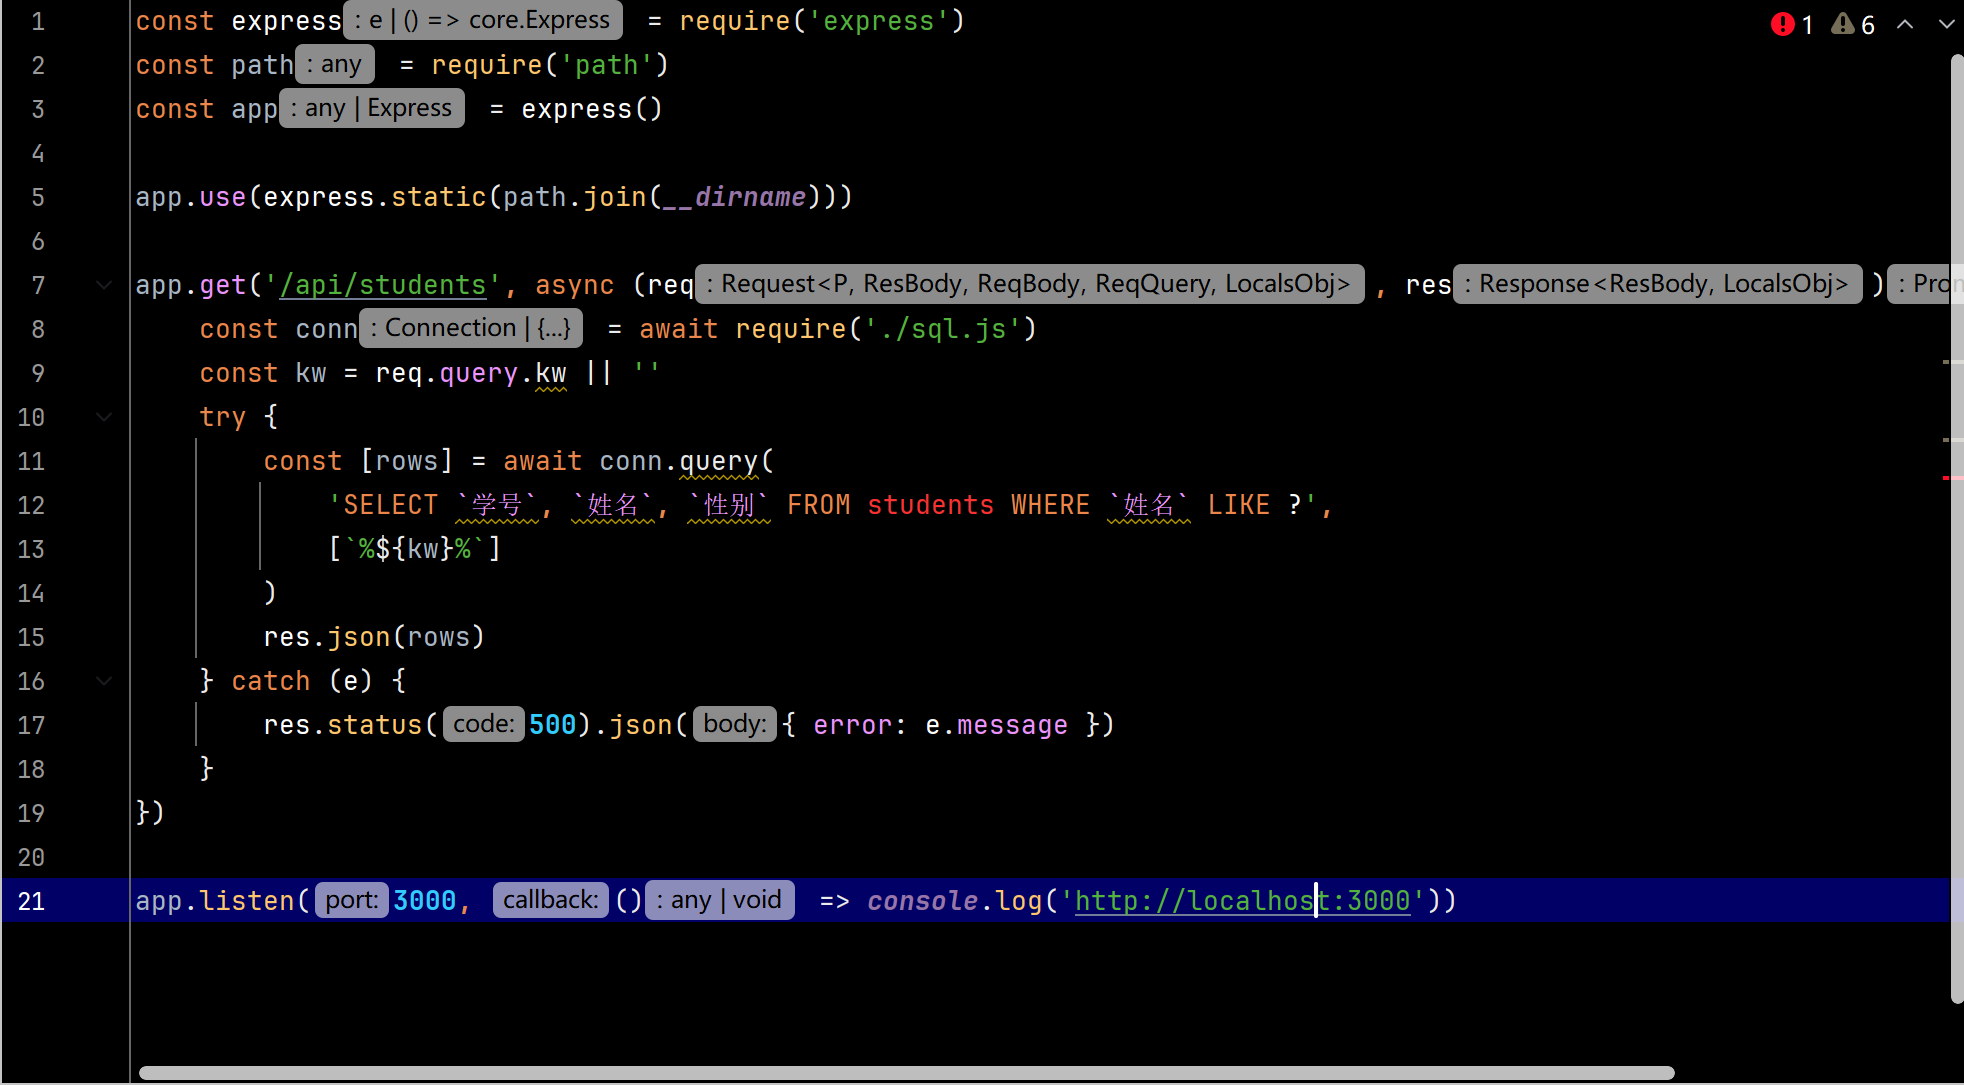 1 const express : e | () => core.Express = require('express')
2 const path : any = require('path')
3 const app : any | Express = express()
4
5 app.use(express.static(path.join(__dirname)))
6
7 app.get('/api/students', async (req : Request<P, ResBody, ReqBody, ReqQuery, LocalsObj> , res : Response<ResBody, LocalsObj> )
8 const conn : Connection | {...} = await require('./sql.js')
9 const kw = req.query.kw || ''
10 try {
11 const [rows] = await conn.query(
12 'SELECT `学号`, `姓名`, `性别` FROM students WHERE `姓名` LIKE ?',
13 [`%${kw}%`]
14 )
15 res.json(rows)
16 } catch (e) {
17 res.status( code: 500).json( body: { error: e.message })
18 }
19 })
20
21 app.listen( port: 3000, callback: () : any | void => console.log('http://localhost:3000'))
1 6